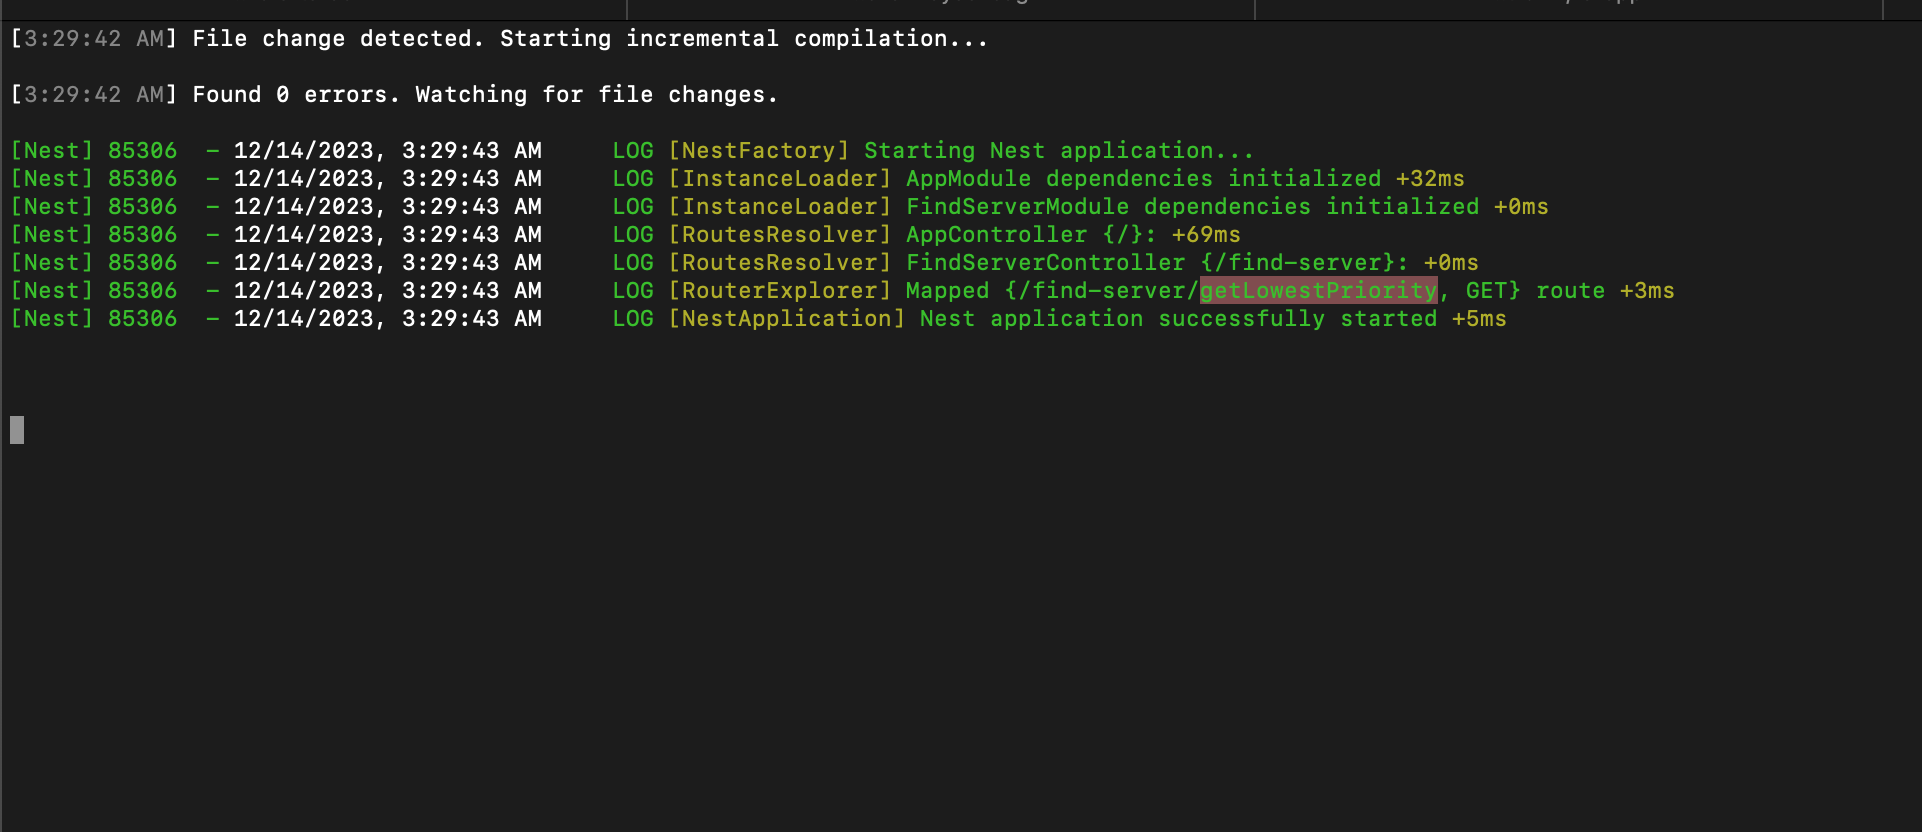 [3:29:42 AM] File change detected. Starting incremental compilation...
[3:29:42 AM] Found 0 errors. Watching for file changes.
[Nest] 85306  - 12/14/2023, 3:29:43 AM     LOG [NestFactory] Starting Nest application...
[Nest] 85306  - 12/14/2023, 3:29:43 AM     LOG [InstanceLoader] AppModule dependencies initialized +32ms
[Nest] 85306  - 12/14/2023, 3:29:43 AM     LOG [InstanceLoader] FindServerModule dependencies initialized +0ms
[Nest] 85306  - 12/14/2023, 3:29:43 AM     LOG [RoutesResolver] AppController {/}: +69ms
[Nest] 85306  - 12/14/2023, 3:29:43 AM     LOG [RoutesResolver] FindServerController {/find-server}: +0ms
[Nest] 85306  - 12/14/2023, 3:29:43 AM     LOG [RouterExplorer] Mapped {/find-server/getLowestPriority, GET} route +3ms
[Nest] 85306  - 12/14/2023, 3:29:43 AM     LOG [NestApplication] Nest application successfully started +5ms